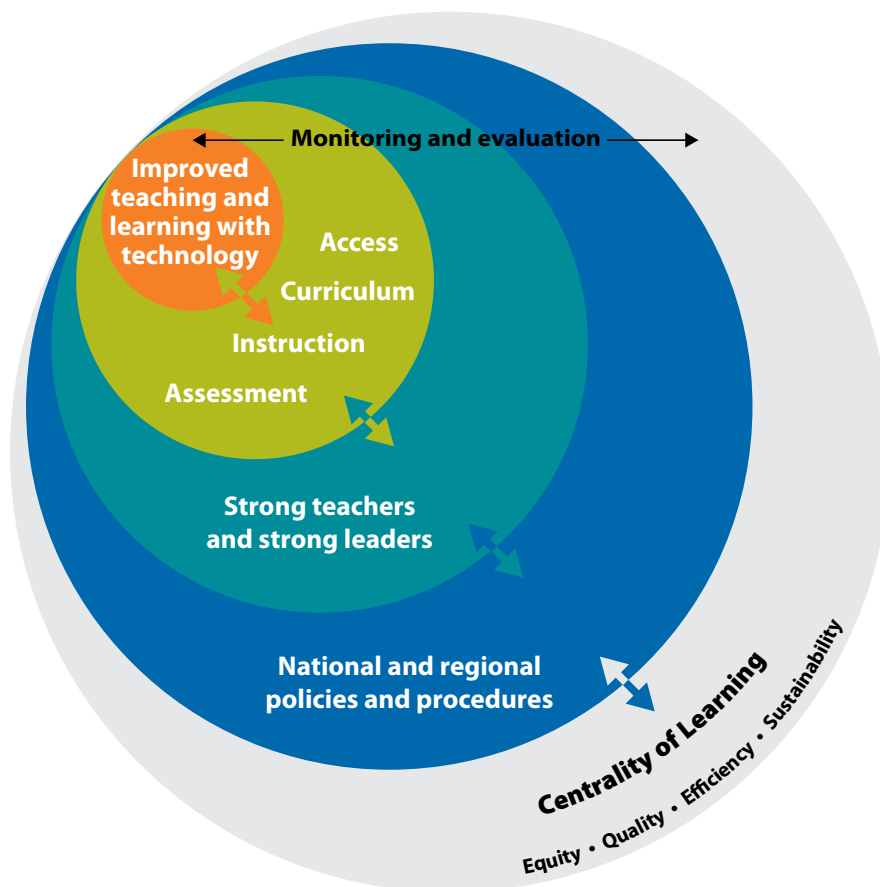 Monitoring and evaluation
Improved
teaching and
learning with
technology
Access
Curriculum
Instruction
Assessment
Strong teachers
and strong leaders
National and regional
policies and procedures
Centrality of Learning
Equity • Quality • Efficiency • Sustainability